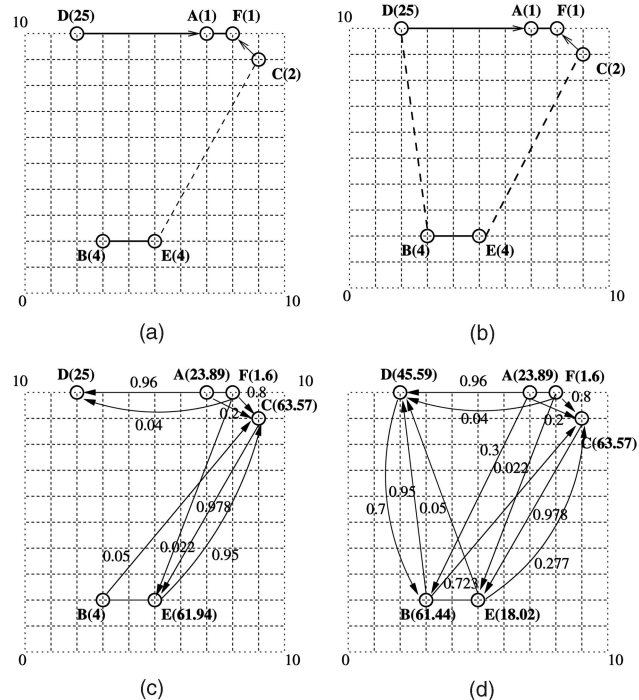 10 D(25) A(1) F(1)
C(2)
B(4) E(4)
0 10
(a)
10 D(25) A(1) F(1)
C(2)
B(4) E(4)
0 10
(b)
10 D(25) A(23.89) F(1.6) 10
0.96 0.8
C(63.57)
0.2
0.04
0.978
0.05 0.022 0.95
B(4) E(61.94)
0 10
(c)
10 D(45.59) A(23.89) F(1.6)
0.96 0.8
0.04 0.2
C(63.57)
0.3
0.022
0.95 0.05 0.978
0.7
0.277
0.723
B(61.44) E(18.02)
0 10
(d)